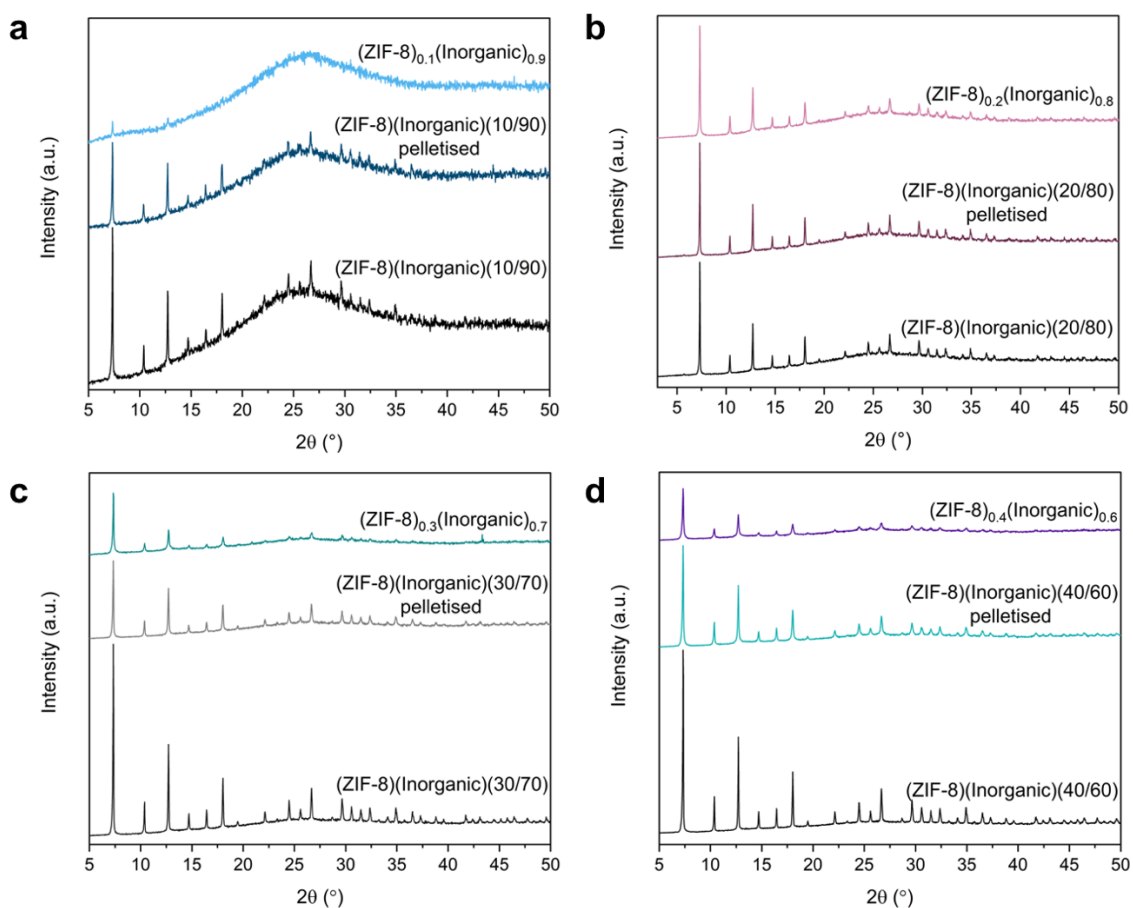 a
(ZIF-8)0.1(Inorganic)0.9
(ZIF-8)(Inorganic)(10/90)
pelletised
(ZIF-8)(Inorganic)(10/90)
Intensity (a.u.)
5 10 15 20 25 30 35 40 45 50
2θ (°)
b
(ZIF-8)0.2(Inorganic)0.8
(ZIF-8)(Inorganic)(20/80)
pelletised
(ZIF-8)(Inorganic)(20/80)
Intensity (a.u.)
5 10 15 20 25 30 35 40 45 50
2θ (°)
c
(ZIF-8)0.3(Inorganic)0.7
(ZIF-8)(Inorganic)(30/70)
pelletised
(ZIF-8)(Inorganic)(30/70)
Intensity (a.u.)
5 10 15 20 25 30 35 40 45 50
2θ (°)
d
(ZIF-8)0.4(Inorganic)0.6
(ZIF-8)(Inorganic)(40/60)
pelletised
(ZIF-8)(Inorganic)(40/60)
Intensity (a.u.)
5 10 15 20 25 30 35 40 45 50
2θ (°)